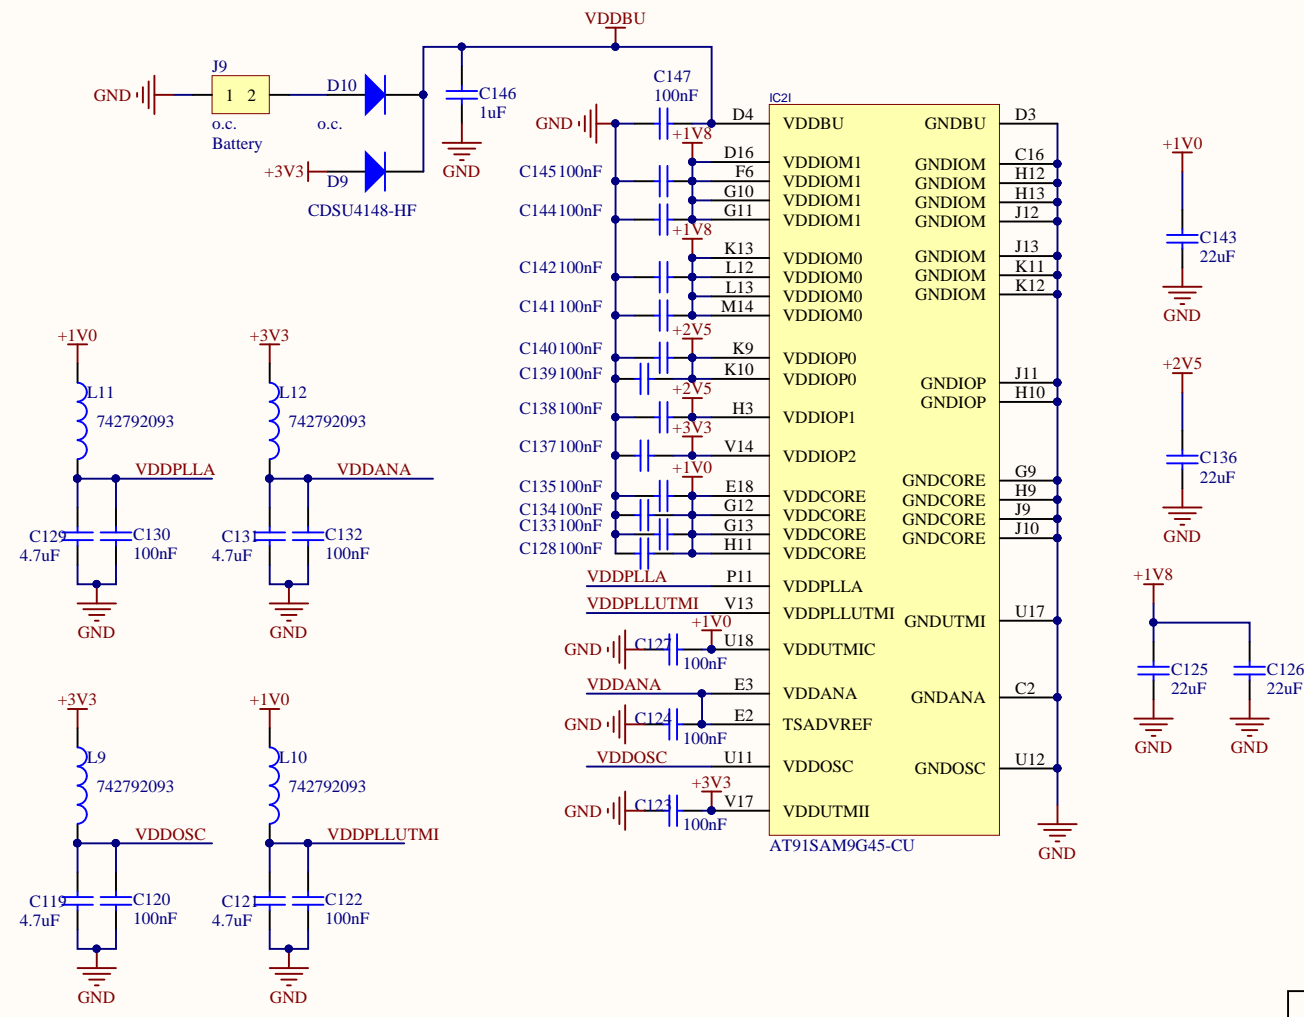 VDDBU
J9
GND
1 2
D10
o.c.
Battery
o.c.
C146
1uF
GND
+3V3
D9
CDSU4148-HF
C147
100nF
GND
+1V8
C145 100nF
C144 100nF
+1V8
C142 100nF
C141 100nF
+2V5
C140 100nF
C139 100nF
+2V5
C138 100nF
+3V3
C137 100nF
+1V0
C135 100nF
C134 100nF
C133 100nF
C128 100nF
VDDPLLA
VDDPLLUTMI
+1V0
GND
C127
100nF
VDDANA
GND
C124
100nF
VDDOSC
+3V3
GND
C123
100nF
IC2I
D4 VDDBU GNDBU D3
D16 VDDIOM1 GNDIOM C16
F6 VDDIOM1 GNDIOM H12
G10 VDDIOM1 GNDIOM H13
G11 VDDIOM1 GNDIOM J12
K13 VDDIOM0 GNDIOM J13
L12 VDDIOM0 GNDIOM K11
L13 VDDIOM0 GNDIOM K12
M14 VDDIOM0
K9 VDDIOP0
K10 VDDIOP0 GNDIOP J11
GNDIOP H10
H3 VDDIOP1
V14 VDDIOP2
GNDCORE G9
E18 VDDCORE GNDCORE H9
G12 VDDCORE GNDCORE J9
G13 VDDCORE GNDCORE J10
H11 VDDCORE
P11 VDDPLLA
V13 VDDPLLUTMI GNDUTMI U17
U18 VDDUTMIC
E3 VDDANA GNDANA C2
E2 TSADVREF
U11 VDDOSC GNDOSC U12
V17 VDDUTMII
AT91SAM9G45-CU
GND
+1V0
C143
22uF
GND
+2V5
C136
22uF
GND
+1V8
C125
22uF
GND
C126
22uF
GND
+1V0
L11
742792093
VDDPLLA
C129
4.7uF
C130
100nF
GND
+3V3
L12
742792093
VDDANA
C131
4.7uF
C132
100nF
GND
+3V3
L9
742792093
VDDOSC
C119
4.7uF
C120
100nF
GND
+1V0
L10
742792093
VDDPLLUTMI
C121
4.7uF
C122
100nF
GND